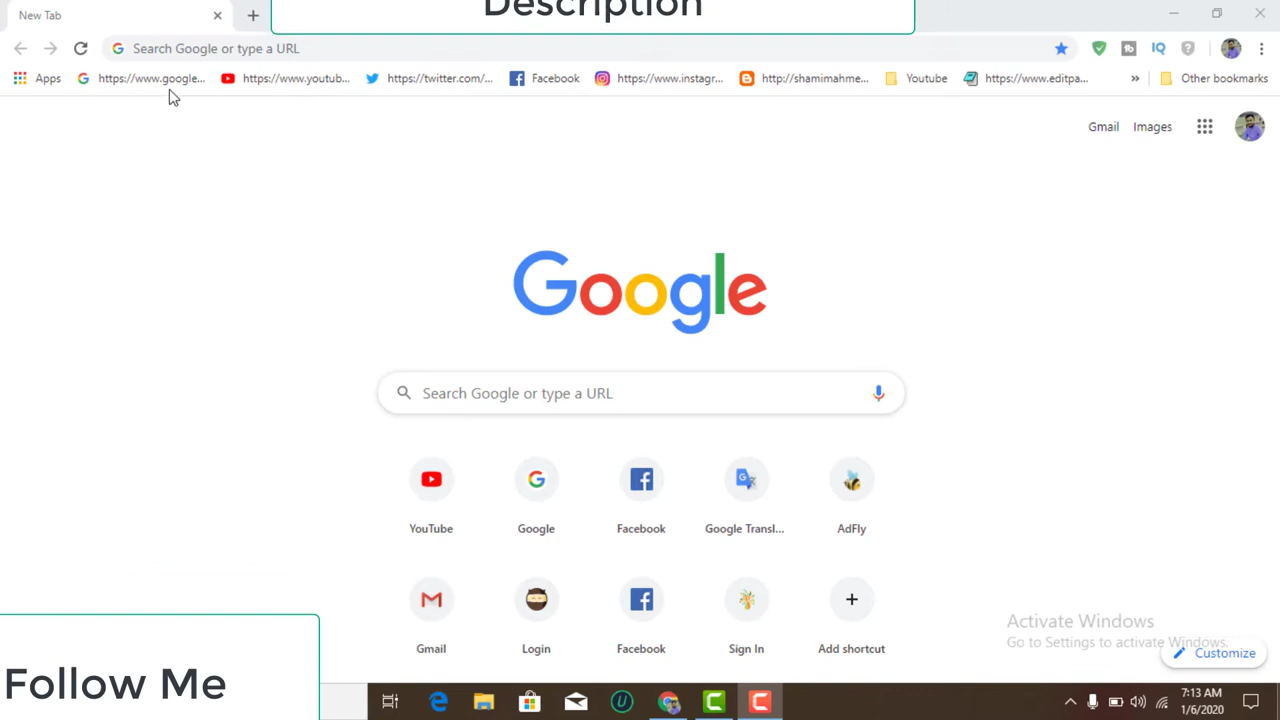 Description
New Tab
Search Google or type a URL
Apps https://www.google... https://www.youtub... https://twitter.com/... Facebook https://www.instagr... http://shamimahme... Youtube https://www.editpa... » Other bookmarks
Gmail Images
Google
Search Google or type a URL
YouTube Google Facebook Google Transl... AdFly
Gmail Login Facebook Sign In Add shortcut
Activate Windows
Go to Settings to activate Windows.
Customize
Follow Me
7:13 AM
1/6/2020